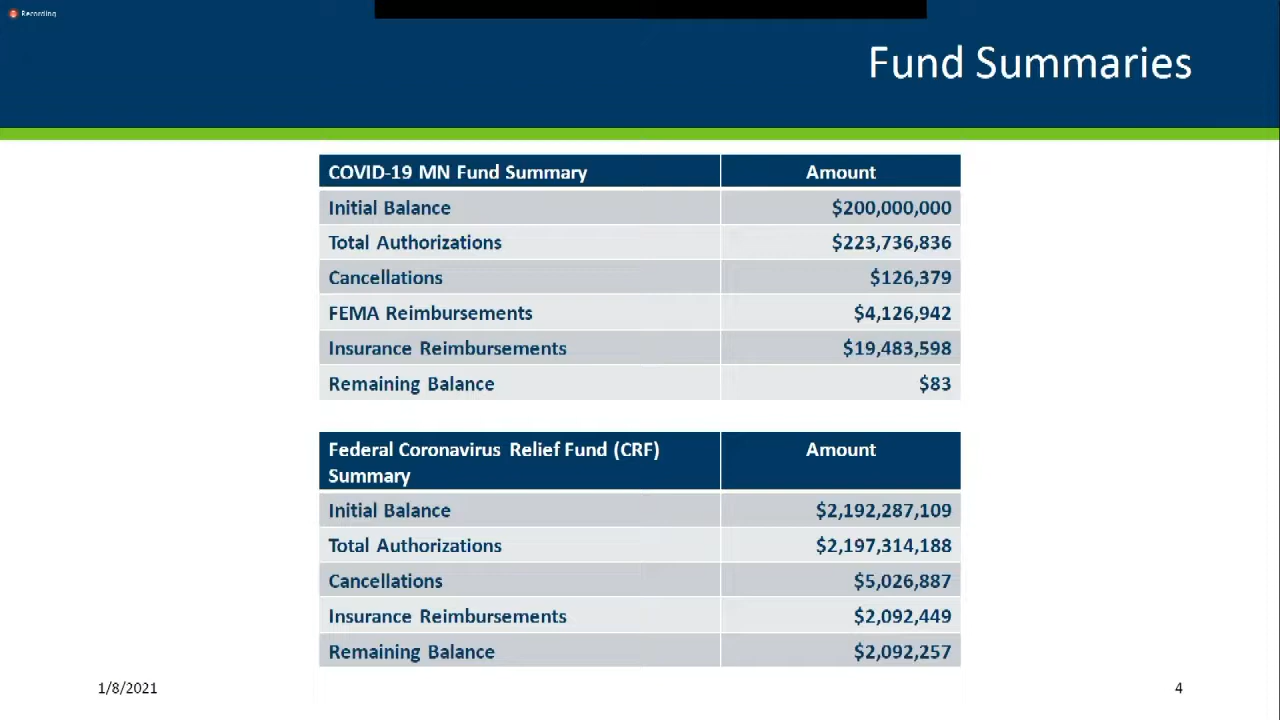 Recording
Fund Summaries
COVID-19 MN Fund Summary Amount
Initial Balance $200,000,000
Total Authorizations $223,736,836
Cancellations $126,379
FEMA Reimbursements $4,126,942
Insurance Reimbursements $19,483,598
Remaining Balance $83
Federal Coronavirus Relief Fund (CRF) Amount
Summary
Initial Balance $2,192,287,109
Total Authorizations $2,197,314,188
Cancellations $5,026,887
Insurance Reimbursements $2,092,449
Remaining Balance $2,092,257
1/8/2021 4